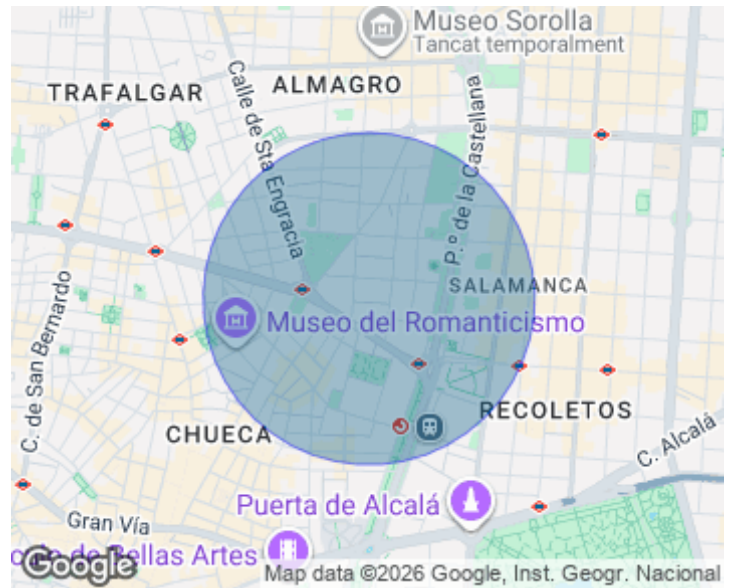 Museo Sorolla
Tancat temporalment
TRAFALGAR
ALMAGRO
Calle de Sta Engracia
P.º de la Castellana
SALAMANCA
C. de San Bernardo
Museo del Romanticismo
CHUECA
RECOLETOS
C. Alcalá
Puerta de Alcalá
Gran Vía
de Bellas Artes
Google
Map data ©2026 Google, Inst. Geogr. Nacional